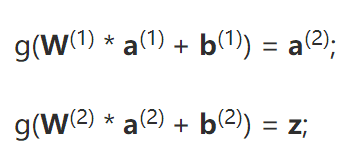 g(W⁽¹⁾ * a⁽¹⁾ + b⁽¹⁾) = a⁽²⁾;
g(W⁽²⁾ * a⁽²⁾ + b⁽²⁾) = z;